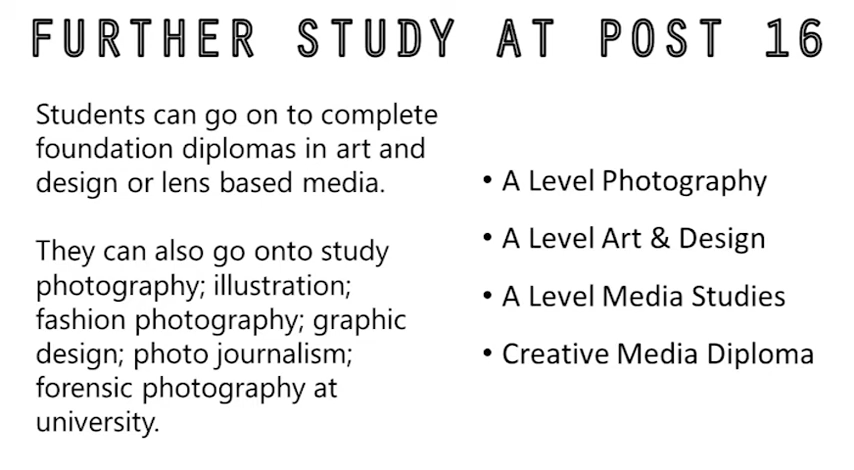 FURTHER STUDY AT POST 16
Students can go on to complete
foundation diplomas in art and
design or lens based media.
They can also go onto study
photography; illustration;
fashion photography; graphic
design; photo journalism;
forensic photography at
university.
• A Level Photography
• A Level Art & Design
• A Level Media Studies
• Creative Media Diploma